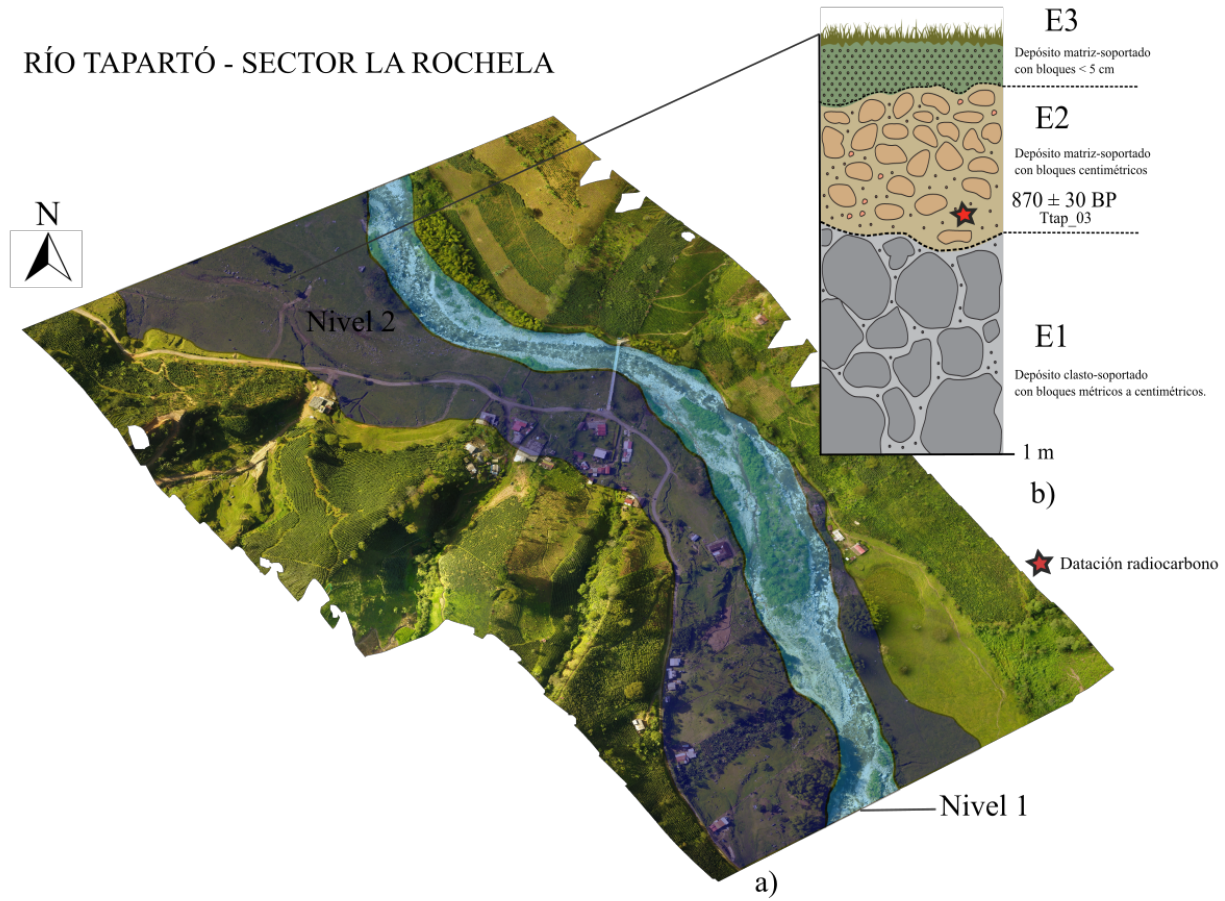 RÍO TAPARTÓ - SECTOR LA ROCHELA
E3
Depósito matriz-soportado
con bloques < 5 cm
E2
Depósito matriz-soportado
con bloques centimétricos
870 ± 30 BP
Ttap_03
E1
Depósito clasto-soportado
con bloques métricos a centimétricos.
1 m
b)
Datación radiocarbono
N
Nivel 2
Nivel 1
a)